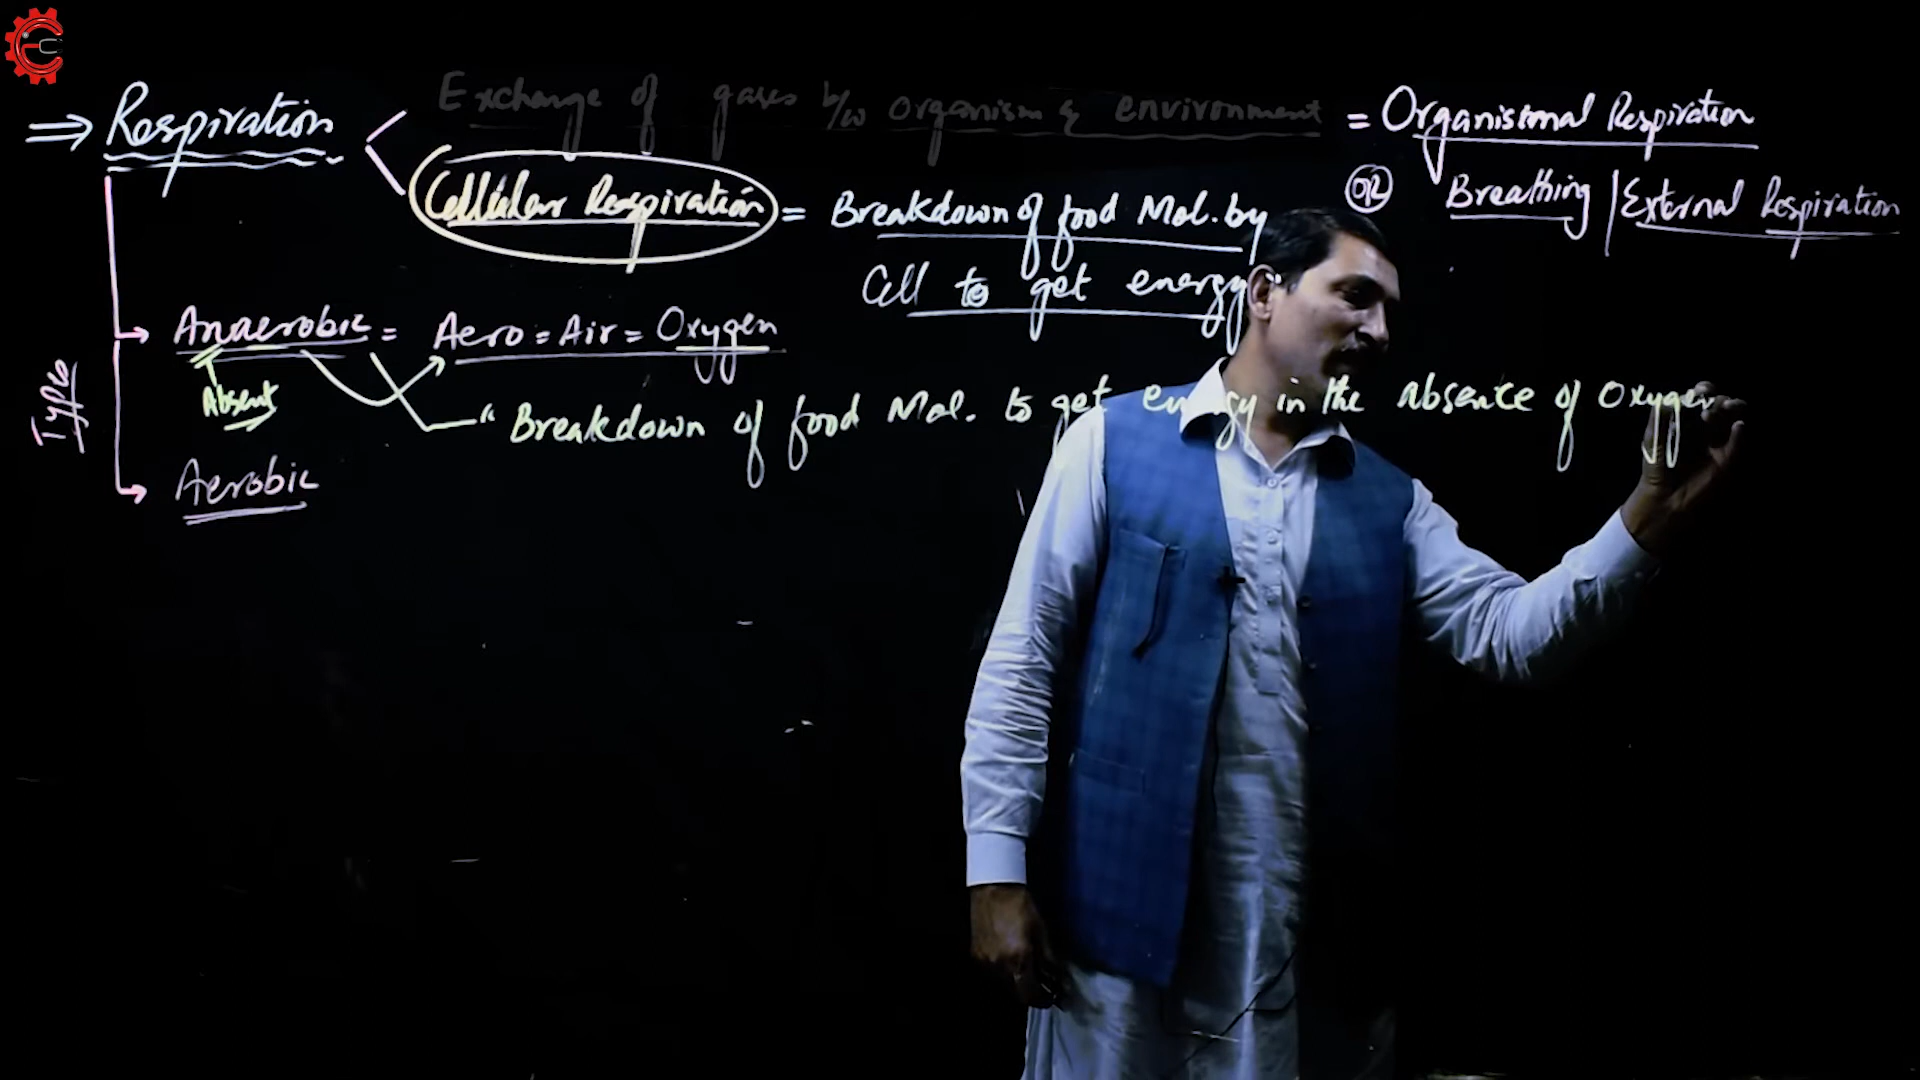 ⇒ Respiration < Exchange of gases b/w organism & environment = Organismal Respiration
OR Breathing / External Respiration
Cellular Respiration = Breakdown of food Mol. by
Cell to get energy
Types
Anaerobic = Aero = Air = Oxygen
Absent
" Breakdown of food Mol. to get energy in the absence of Oxygen
Aerobic